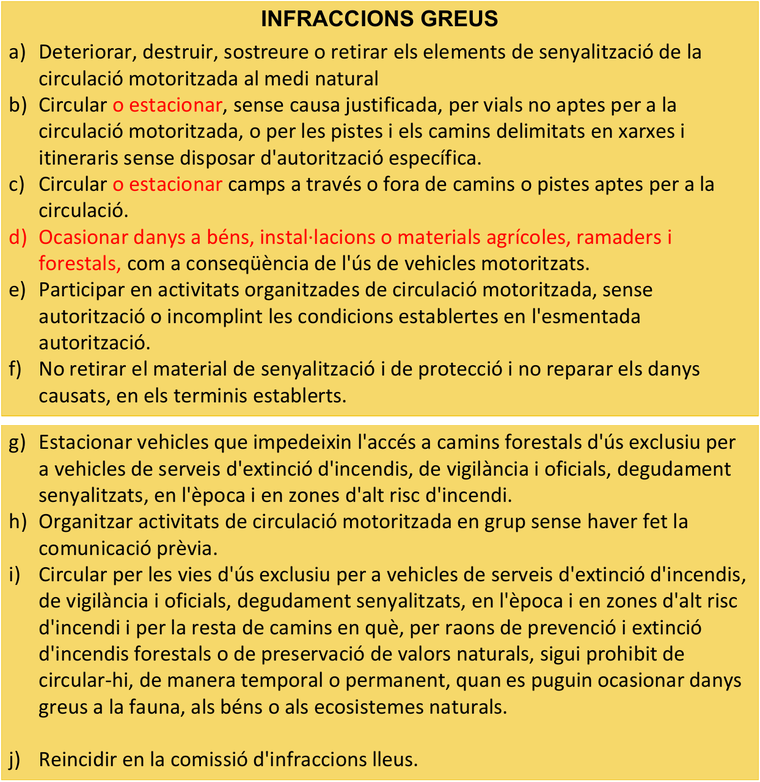 INFRACCIONS GREUS
a) Deteriorar, destruir, sostreure o retirar els elements de senyalització de la
circulació motoritzada al medi natural
b) Circular o estacionar, sense causa justificada, per vials no aptes per a la
circulació motoritzada, o per les pistes i els camins delimitats en xarxes i
itineraris sense disposar d'autorització específica.
c) Circular o estacionar camps a través o fora de camins o pistes aptes per a la
circulació.
d) Ocasionar danys a béns, instal·lacions o materials agrícoles, ramaders i
forestals, com a conseqüència de l'ús de vehicles motoritzats.
e) Participar en activitats organitzades de circulació motoritzada, sense
autorització o incomplint les condicions establertes en l'esmentada
autorització.
f) No retirar el material de senyalització i de protecció i no reparar els danys
causats, en els terminis establerts.
g) Estacionar vehicles que impedeixin l'accés a camins forestals d'ús exclusiu per
a vehicles de serveis d'extinció d'incendis, de vigilància i oficials, degudament
senyalitzats, en l'època i en zones d'alt risc d'incendi.
h) Organitzar activitats de circulació motoritzada en grup sense haver fet la
comunicació prèvia.
i) Circular per les vies d'ús exclusiu per a vehicles de serveis d'extinció d'incendis,
de vigilància i oficials, degudament senyalitzats, en l'època i en zones d'alt risc
d'incendi i per la resta de camins en què, per raons de prevenció i extinció
d'incendis forestals o de preservació de valors naturals, sigui prohibit de
circular-hi, de manera temporal o permanent, quan es puguin ocasionar danys
greus a la fauna, als béns o als ecosistemes naturals.
j) Reincidir en la comissió d'infraccions lleus.